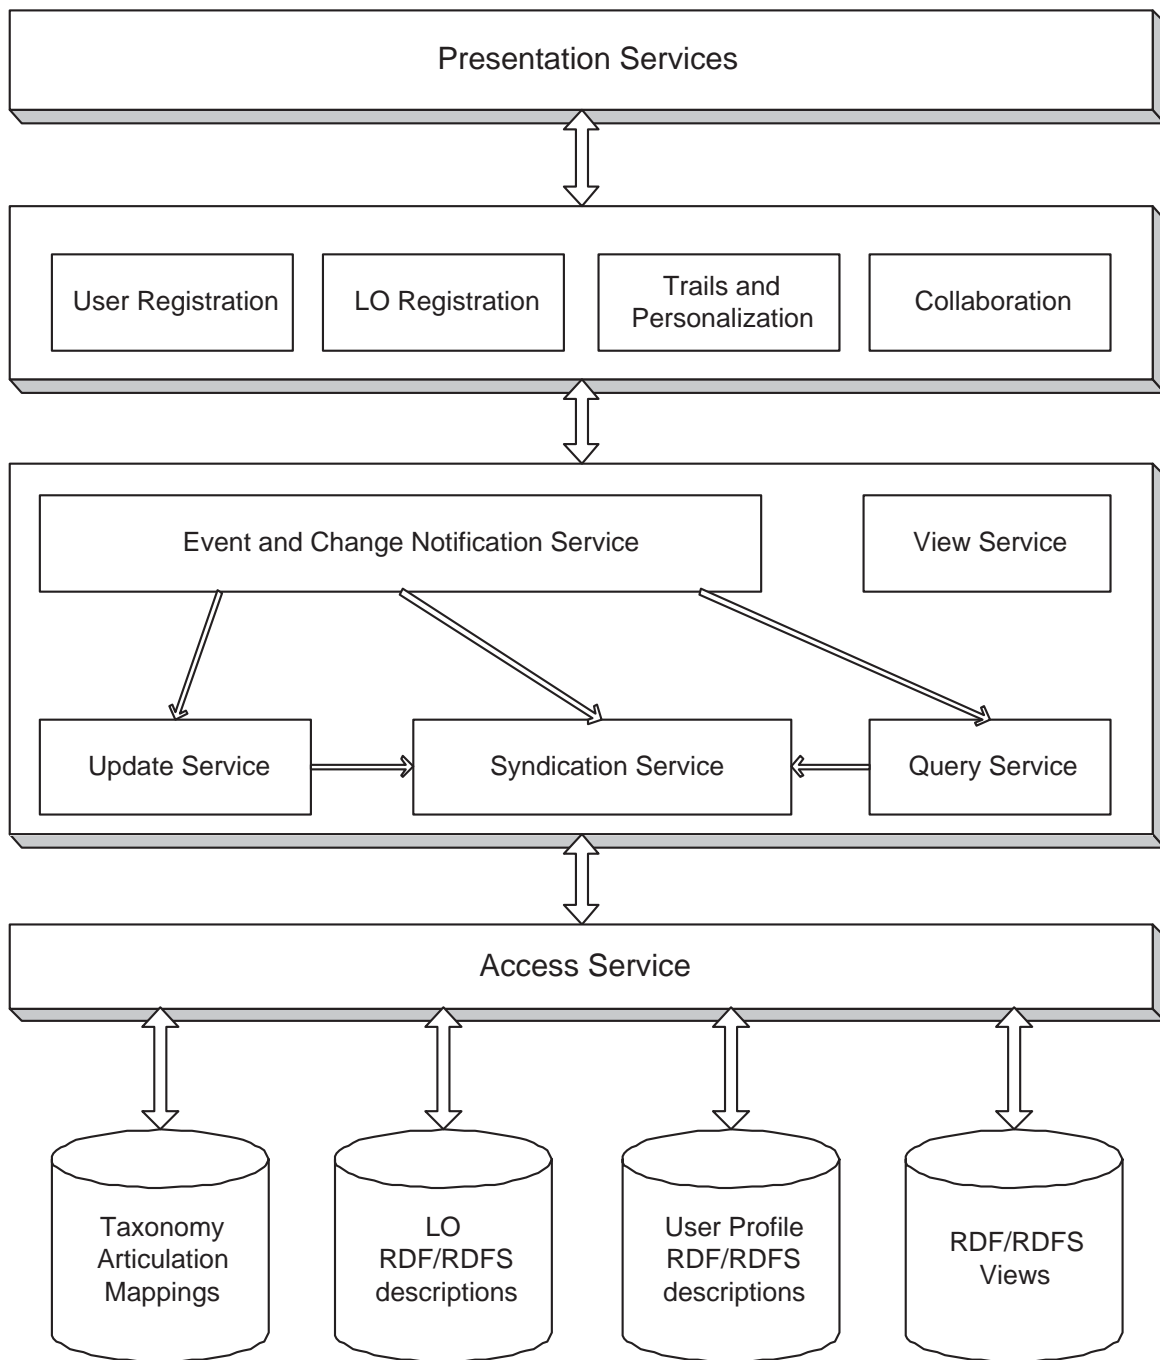 Presentation Services
User Registration
LO Registration
Trails and
Personalization
Collaboration
Event and Change Notification Service
View Service
Update Service
Syndication Service
Query Service
Access Service
Taxonomy
Articulation
Mappings
LO
RDF/RDFS
descriptions
User Profile
RDF/RDFS
descriptions
RDF/RDFS
Views